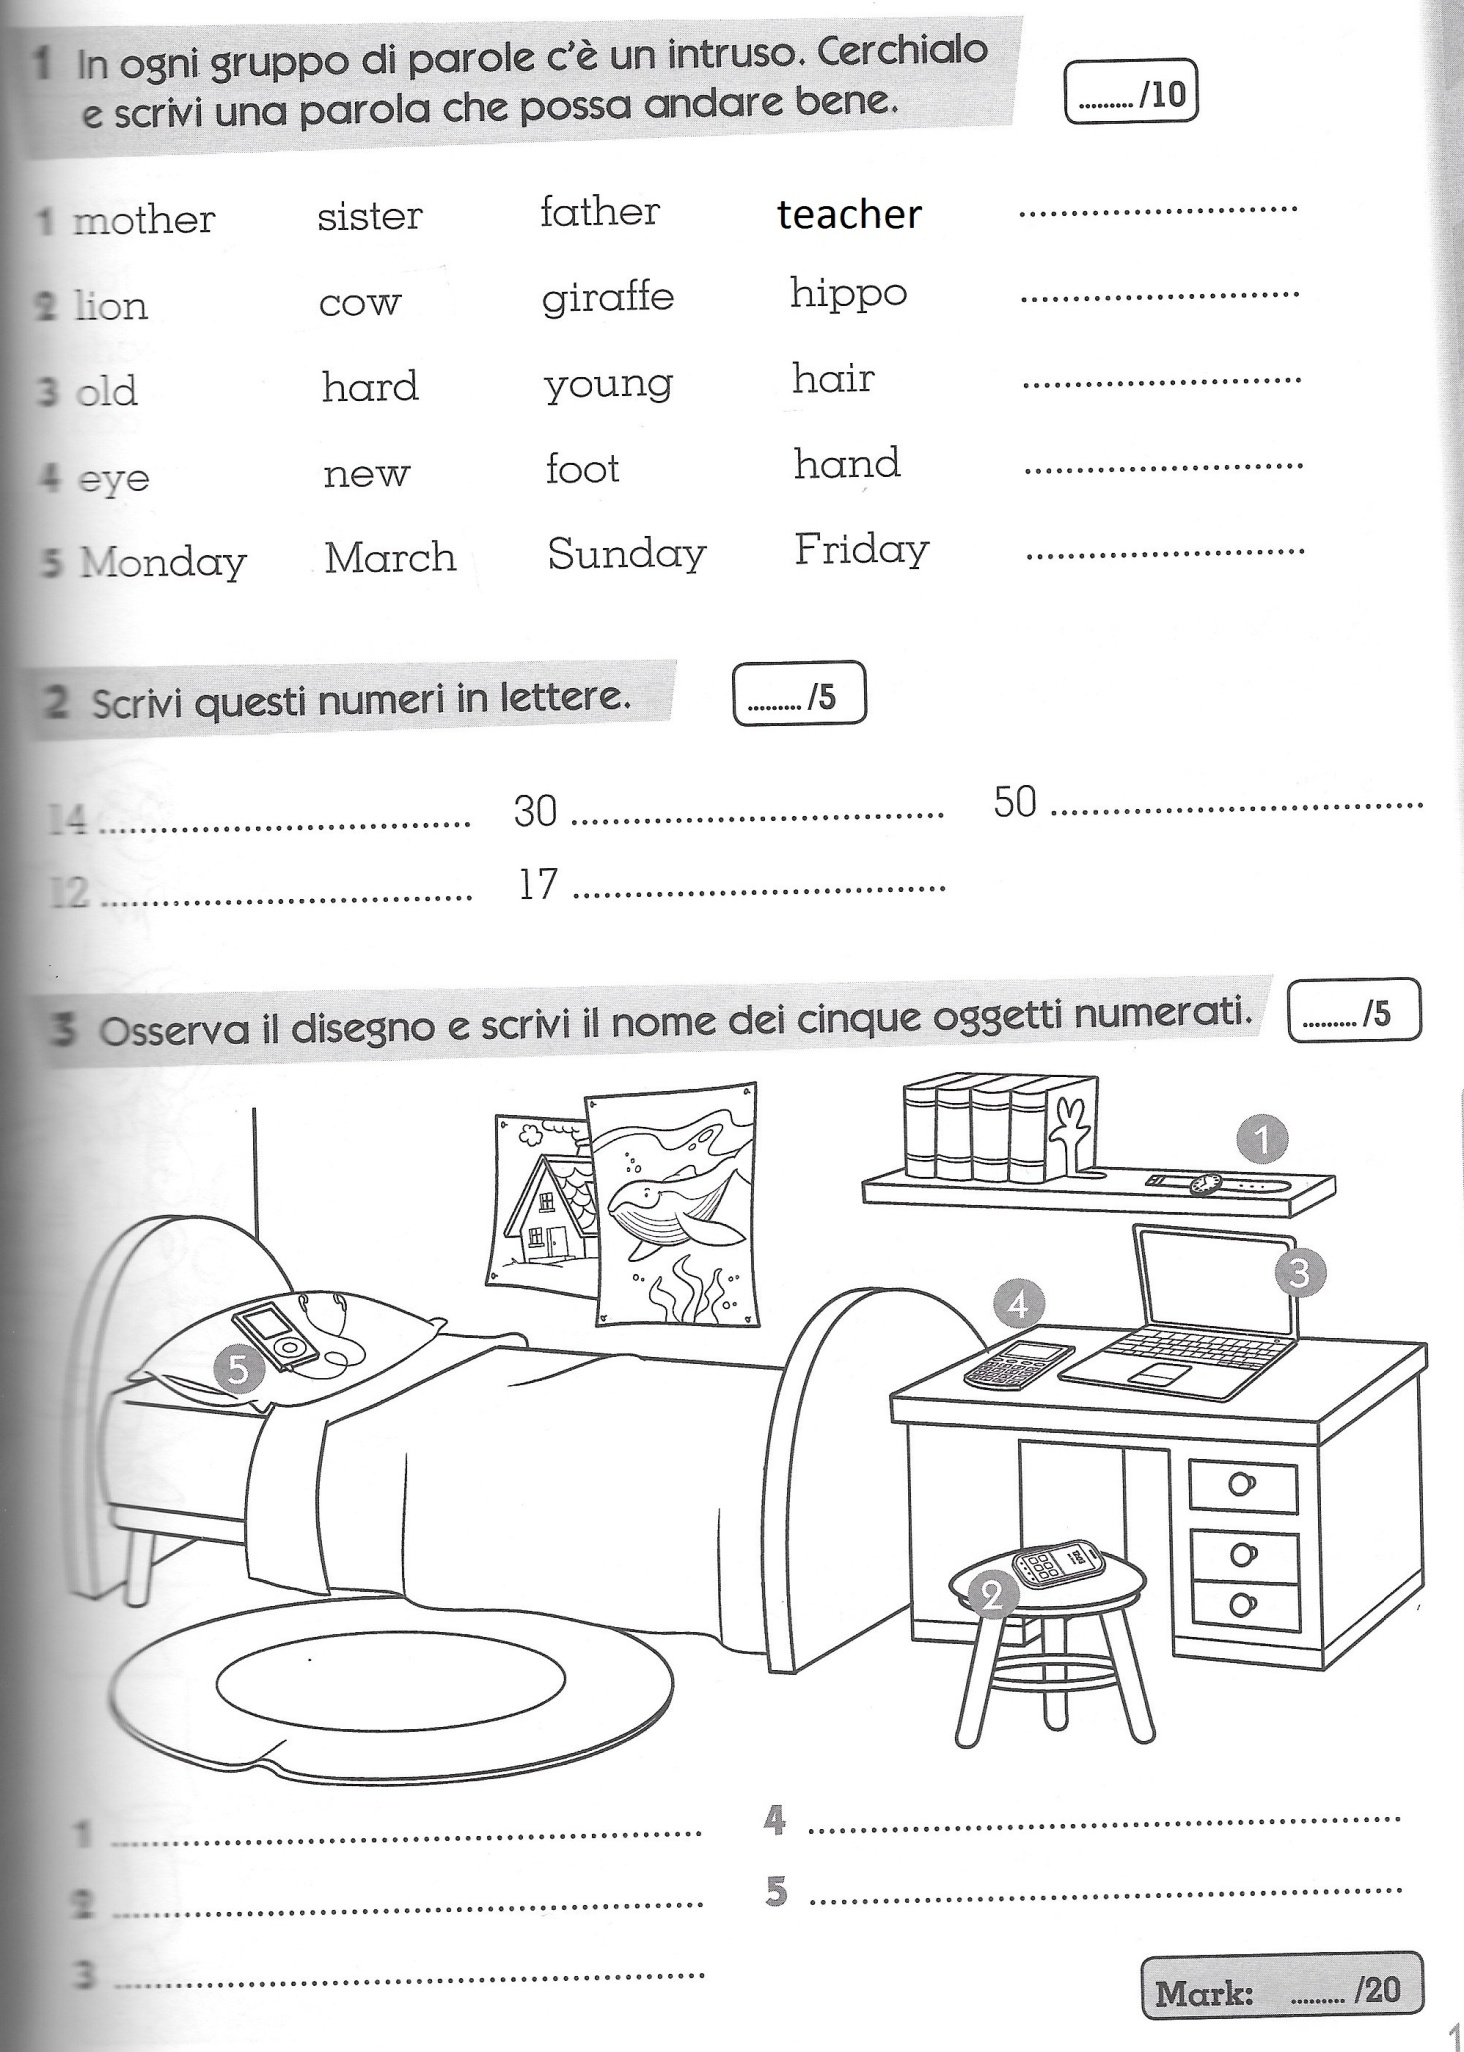 1 In ogni gruppo di parole c'è un intruso. Cerchialo
e scrivi una parola che possa andare bene.
.......... /10
1 mother sister father teacher ..............................
2 lion cow giraffe hippo ..............................
3 old hard young hair ..............................
4 eye new foot hand ..............................
5 Monday March Sunday Friday ..............................
2 Scrivi questi numeri in lettere.
.......... /5
14 .............................. 30 .............................. 50 ..............................
12 .............................. 17 ..............................
3 Osserva il disegno e scrivi il nome dei cinque oggetti numerati.
.......... /5
1
3
4
5
2
1 .............................. 4 ..............................
2 .............................. 5 ..............................
3 ..............................
Mark: .......... /20
1